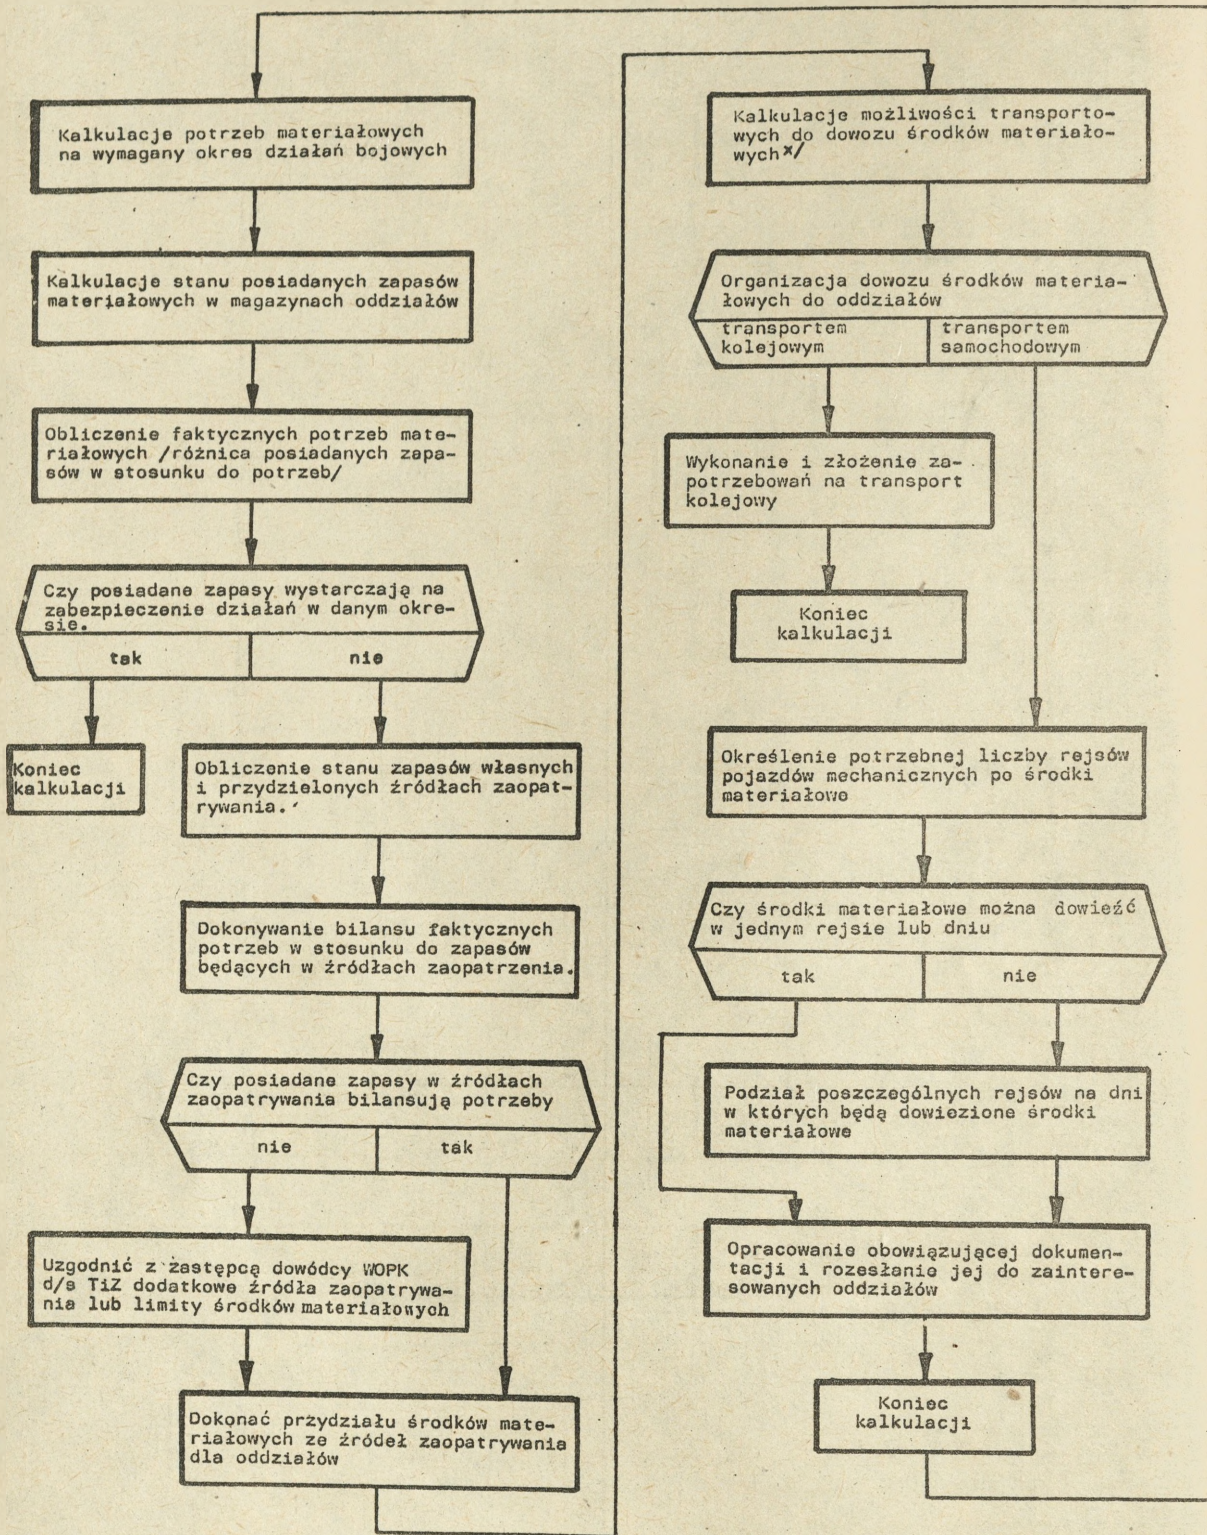 Kalkulacje potrzeb materiałowych
na wymagany okres działań bojowych
Kalkulacje stanu posiadanych zapasów
materiałowych w magazynach oddziałów
Obliczenie faktycznych potrzeb mate-
riałowych /różnica posiadanych zapa-
sów w stosunku do potrzeb/
Czy posiadane zapasy wystarczają na
zabezpieczenie działań w danym okre-
sie.
tak
nie
Koniec
kalkulacji
Obliczenie stanu zapasów własnych
i przydzielonych źródłach zaopat-
rywania.
Dokonywanie bilansu faktycznych
potrzeb w stosunku do zapasów
będących w źródłach zaopatrzenia.
Czy posiadane zapasy w źródłach
zaopatrywania bilansują potrzeby
nie
tak
Uzgodnić z zastępcą dowódcy WOPK
d/s TiZ dodatkowe źródła zaopatrywa-
nia lub limity środków materiałowych
Dokonać przydziału środków mate-
riałowych ze źródeł zaopatrywania
dla oddziałów
Kalkulacje możliwości transporto-
wych do dowozu środków materiało-
wych x/
Organizacja dowozu środków materia-
łowych do oddziałów
transportem
kolejowym
transportem
samochodowym
Wykonanie i złożenie za-
potrzebowań na transport
kolejowy
Koniec
kalkulacji
Określenie potrzebnej liczby rejsów
pojazdów mechanicznych po środki
materiałowe
Czy środki materiałowe można dowieźć
w jednym rejsie lub dniu
tak
nie
Podział poszczególnych rejsów na dni
w których będą dowiezione środki
materiałowe
Opracowanie obowiązującej dokumen-
tacji i rozesłanie jej do zaintere-
sowanych oddziałów
Koniec
kalkulacji